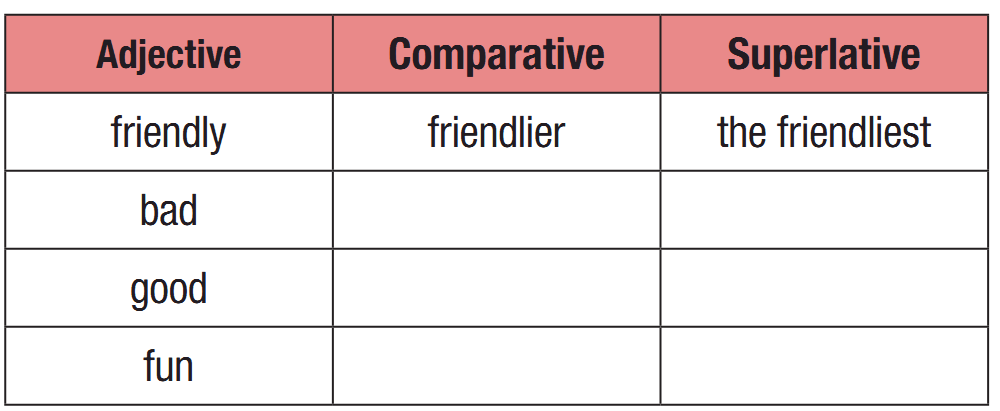 Adjective Comparative Superlative
friendly friendlier the friendliest
bad
good
fun